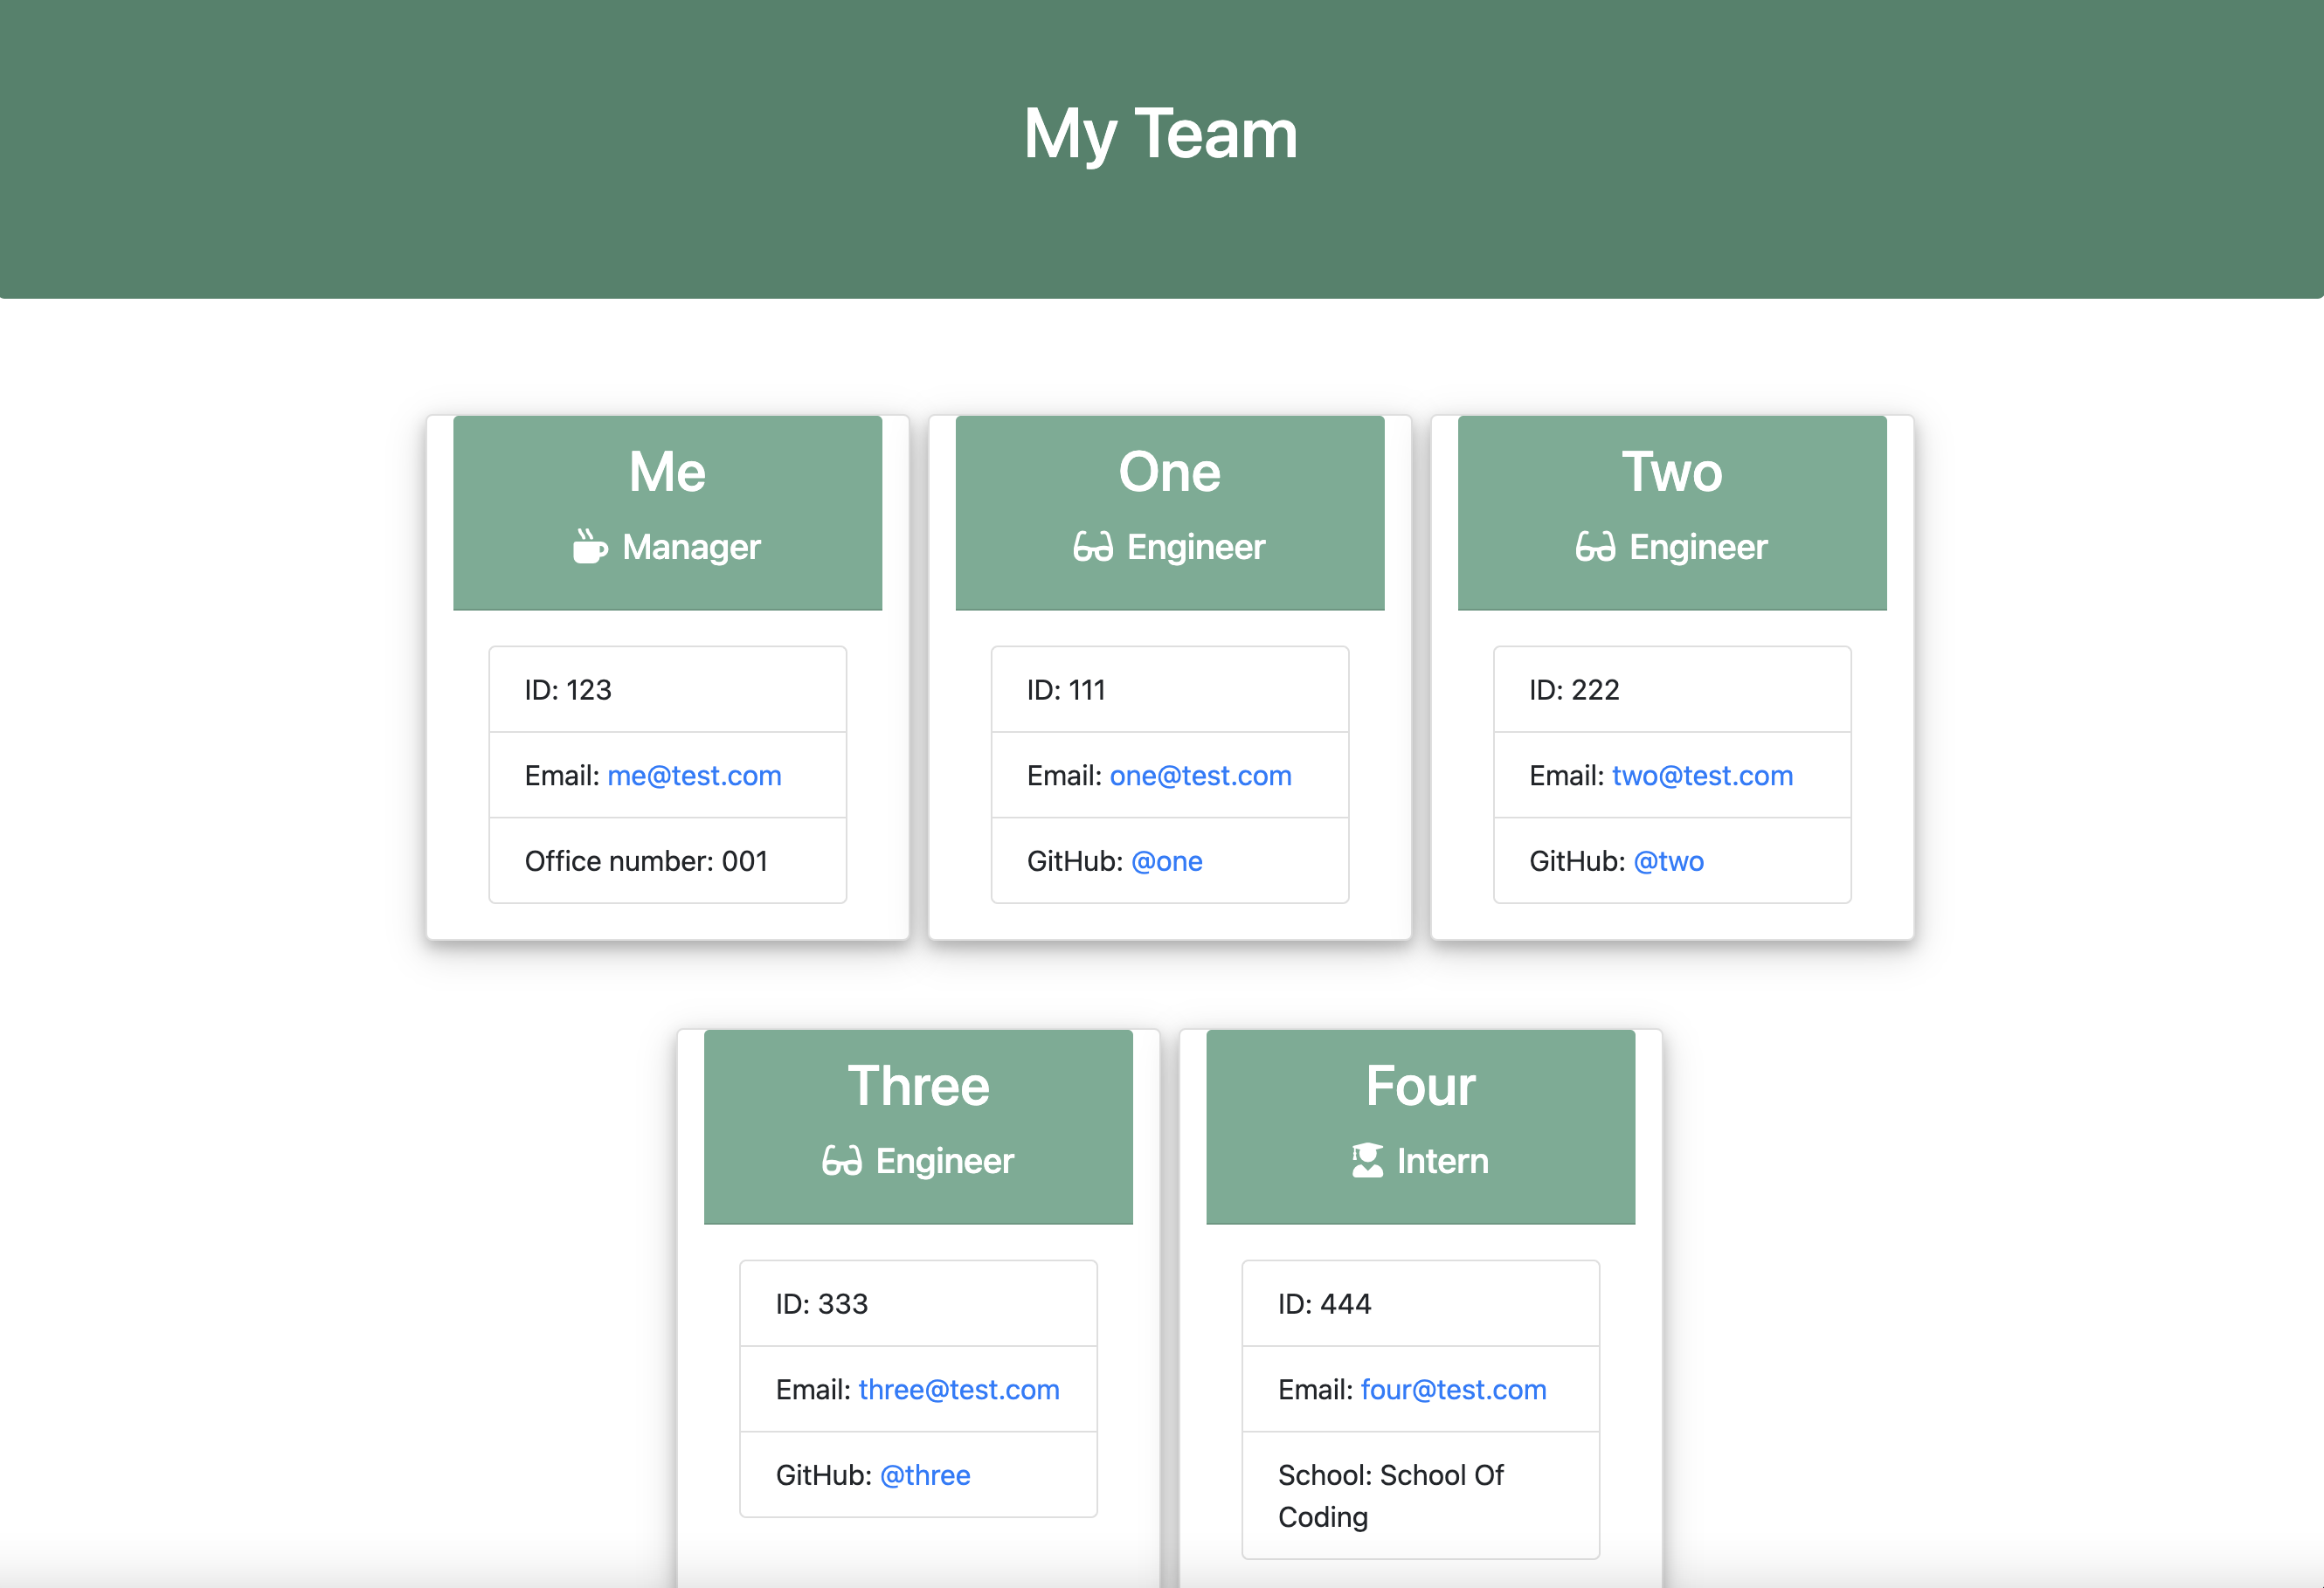 My Team
Me
Manager
ID: 123
Email: me@test.com
Office number: 001
One
Engineer
ID: 111
Email: one@test.com
GitHub: @one
Two
Engineer
ID: 222
Email: two@test.com
GitHub: @two
Three
Engineer
ID: 333
Email: three@test.com
GitHub: @three
Four
Intern
ID: 444
Email: four@test.com
School: School Of
Coding